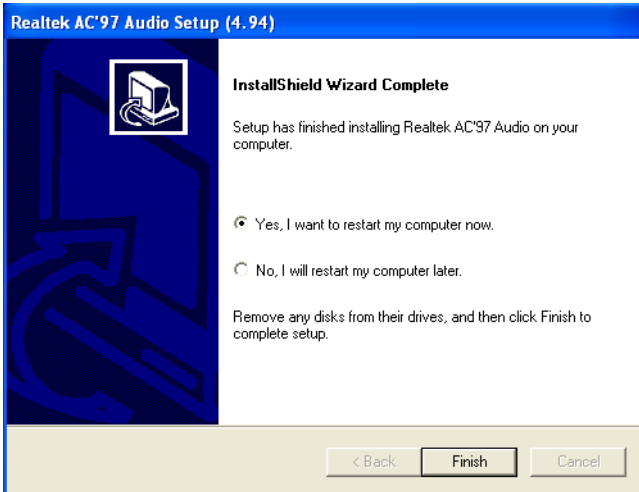 Realtek AC'97 Audio Setup (4.94)
InstallShield Wizard Complete
Setup has finished installing Realtek AC'97 Audio on your
computer.
Yes, I want to restart my computer now.
No, I will restart my computer later.
Remove any disks from their drives, and then click Finish to
complete setup.
< Back Finish Cancel